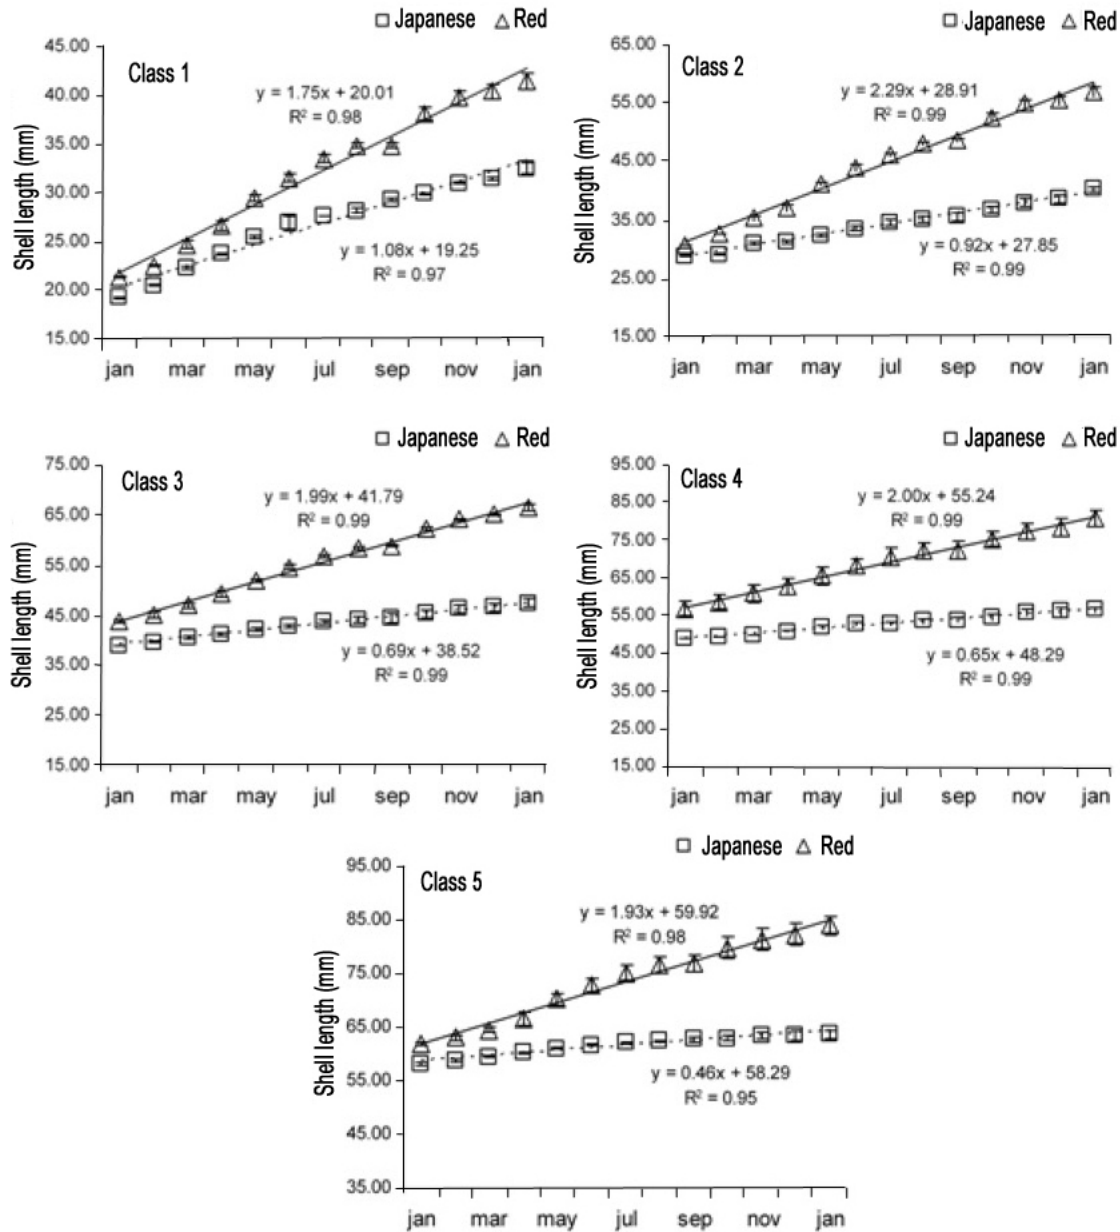 □ Japanese △ Red
Class 1
y = 1.75x + 20.01
R² = 0.98
y = 1.08x + 19.25
R² = 0.97
Shell length (mm)
45.00
40.00
35.00
30.00
25.00
20.00
15.00
jan mar may jul sep nov jan
□ Japanese △ Red
Class 2
y = 2.29x + 28.91
R² = 0.99
y = 0.92x + 27.85
R² = 0.99
Shell length (mm)
65.00
55.00
45.00
35.00
25.00
15.00
jan mar may jul sep nov jan
□ Japanese △ Red
Class 3
y = 1.99x + 41.79
R² = 0.99
y = 0.69x + 38.52
R² = 0.99
Shell length (mm)
75.00
65.00
55.00
45.00
35.00
25.00
15.00
jan mar may jul sep nov jan
□ Japanese △ Red
Class 4
y = 2.00x + 55.24
R² = 0.99
y = 0.65x + 48.29
R² = 0.99
Shell length (mm)
95.00
85.00
75.00
65.00
55.00
45.00
35.00
25.00
15.00
jan mar may jul sep nov jan
□ Japanese △ Red
Class 5
y = 1.93x + 59.92
R² = 0.98
y = 0.46x + 58.29
R² = 0.95
Shell length (mm)
95.00
85.00
75.00
65.00
55.00
45.00
35.00
jan mar may jul sep nov jan